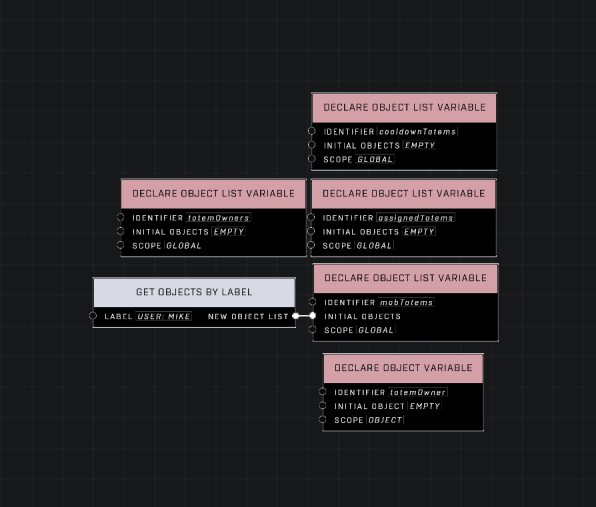 DECLARE OBJECT LIST VARIABLE
IDENTIFIER cooldownTotems
INITIAL OBJECTS EMPTY
SCOPE GLOBAL
DECLARE OBJECT LIST VARIABLE
IDENTIFIER totemOwners
INITIAL OBJECTS EMPTY
SCOPE GLOBAL
DECLARE OBJECT LIST VARIABLE
IDENTIFIER assignedTotems
INITIAL OBJECTS EMPTY
SCOPE GLOBAL
GET OBJECTS BY LABEL
LABEL USER: MIKE NEW OBJECT LIST
DECLARE OBJECT LIST VARIABLE
IDENTIFIER mobTotems
INITIAL OBJECTS
SCOPE GLOBAL
DECLARE OBJECT VARIABLE
IDENTIFIER totemOwner
INITIAL OBJECT EMPTY
SCOPE OBJECT